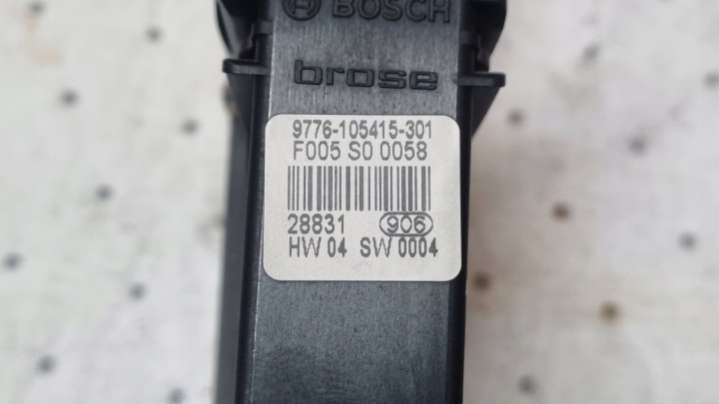 BOSCH
brose
9776-105415-301
F005 S0 0058
28831 906
HW 04 SW 0004